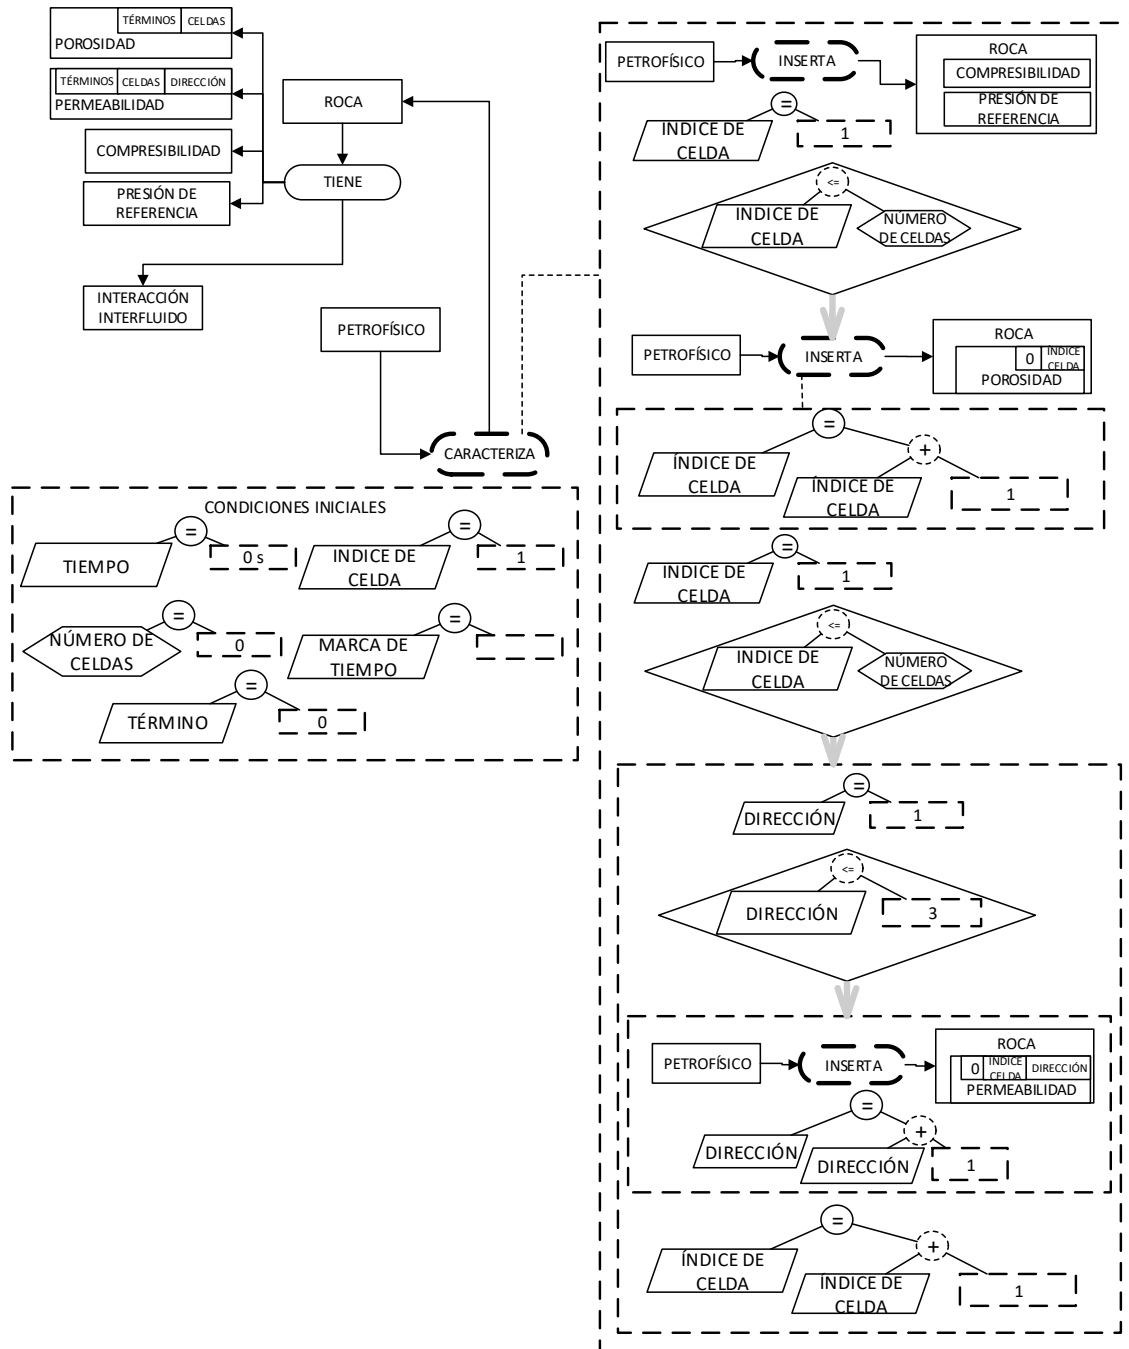 TÉRMINOS CELDAS
POROSIDAD
TÉRMINOS CELDAS DIRECCIÓN
PERMEABILIDAD
COMPRESIBILIDAD
PRESIÓN DE
REFERENCIA
ROCA
TIENE
INTERACCIÓN
INTERFLUIDO
PETROFÍSICO
CARACTERIZA
CONDICIONES INICIALES
=
TIEMPO
0 s
=
INDICE DE
CELDA
1
=
NÚMERO DE
CELDAS
0
=
MARCA DE
TIEMPO
=
TÉRMINO
0
PETROFÍSICO
INSERTA
ROCA
COMPRESIBILIDAD
PRESIÓN DE
REFERENCIA
=
INDICE DE
CELDA
1
<=
INDICE DE
CELDA
NÚMERO
DE CELDAS
PETROFÍSICO
INSERTA
ROCA
0 ÍNDICE
CELDA
POROSIDAD
=
ÍNDICE DE
CELDA
+
ÍNDICE DE
CELDA
1
=
INDICE DE
CELDA
1
<=
INDICE DE
CELDA
NÚMERO
DE CELDAS
=
DIRECCIÓN
1
<=
DIRECCIÓN
3
PETROFÍSICO
INSERTA
ROCA
0 ÍNDICE
CELDA
DIRECCIÓN
PERMEABILIDAD
=
DIRECCIÓN
+
DIRECCIÓN
1
=
ÍNDICE DE
CELDA
+
ÍNDICE DE
CELDA
1